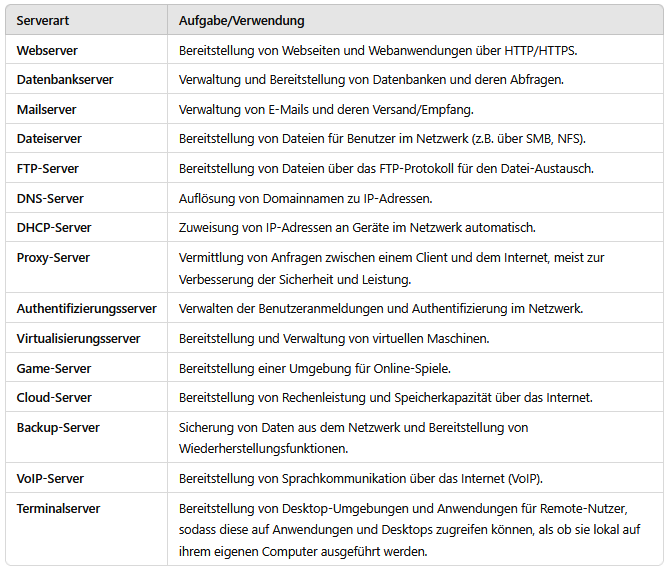 Serverart Aufgabe/Verwendung
Webserver Bereitstellung von Webseiten und Webanwendungen über HTTP/HTTPS.
Datenbankserver Verwaltung und Bereitstellung von Datenbanken und deren Abfragen.
Mailserver Verwaltung von E-Mails und deren Versand/Empfang.
Dateiserver Bereitstellung von Dateien für Benutzer im Netzwerk (z.B. über SMB, NFS).
FTP-Server Bereitstellung von Dateien über das FTP-Protokoll für den Datei-Austausch.
DNS-Server Auflösung von Domainnamen zu IP-Adressen.
DHCP-Server Zuweisung von IP-Adressen an Geräte im Netzwerk automatisch.
Proxy-Server Vermittlung von Anfragen zwischen einem Client und dem Internet, meist zur
Verbesserung der Sicherheit und Leistung.
Authentifizierungsserver Verwalten der Benutzeranmeldungen und Authentifizierung im Netzwerk.
Virtualisierungsserver Bereitstellung und Verwaltung von virtuellen Maschinen.
Game-Server Bereitstellung einer Umgebung für Online-Spiele.
Cloud-Server Bereitstellung von Rechenleistung und Speicherkapazität über das Internet.
Backup-Server Sicherung von Daten aus dem Netzwerk und Bereitstellung von
Wiederherstellungsfunktionen.
VoIP-Server Bereitstellung von Sprachkommunikation über das Internet (VoIP).
Terminalserver Bereitstellung von Desktop-Umgebungen und Anwendungen für Remote-Nutzer,
sodass diese auf Anwendungen und Desktops zugreifen können, als ob sie lokal auf
ihrem eigenen Computer ausgeführt werden.